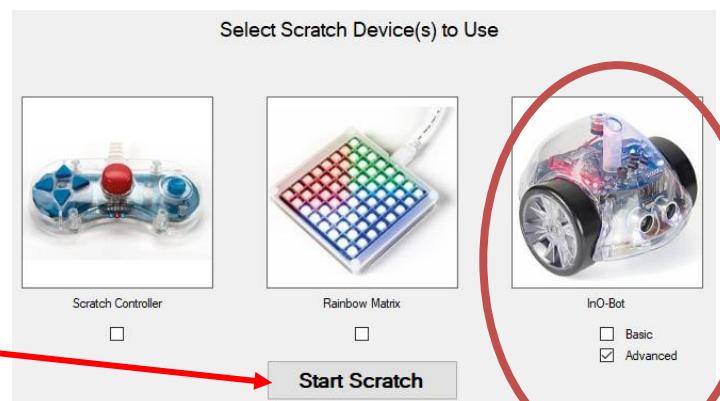 Select Scratch Device(s) to Use
Scratch Controller
Rainbow Matrix
InO-Bot
Basic
Advanced
Start Scratch